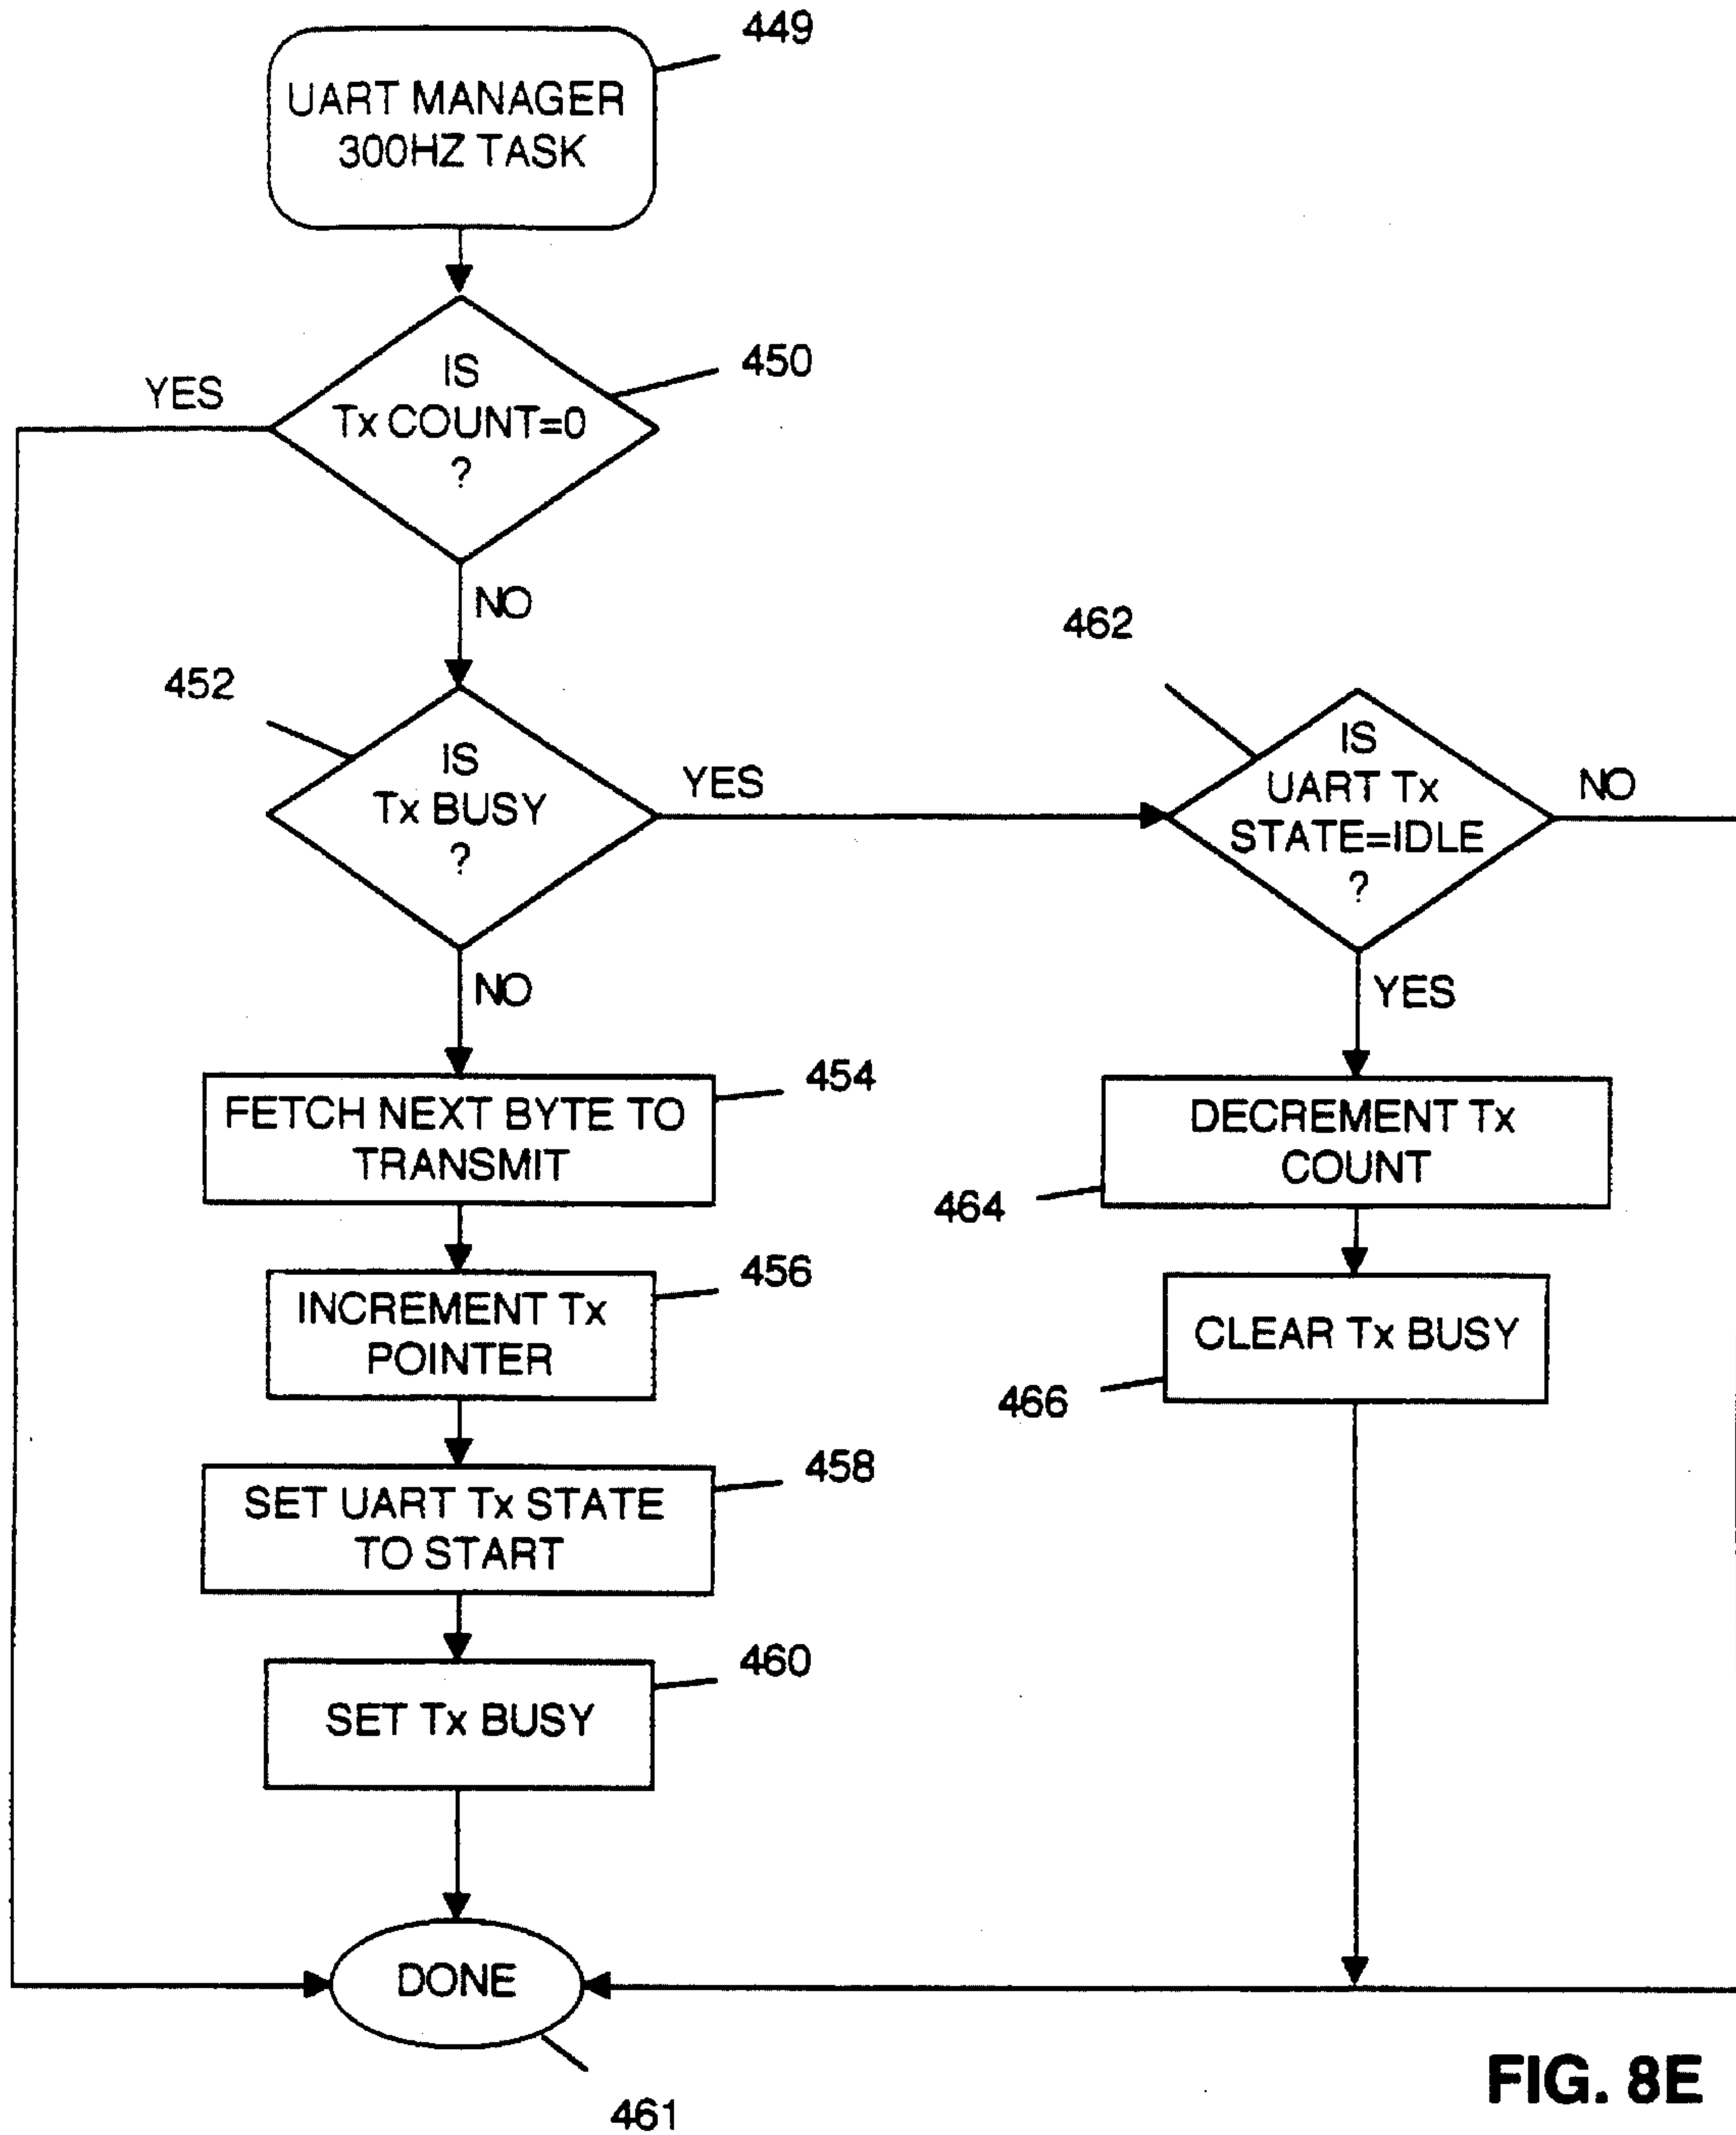 449
UART MANAGER
300HZ TASK
450
IS
Tx COUNT=0
?
YES
NO
452
IS
Tx BUSY
?
YES
462
IS
UART Tx
STATE=IDLE
?
NO
NO
YES
454
FETCH NEXT BYTE TO
TRANSMIT
DECREMENT Tx
COUNT
464
456
INCREMENT Tx
POINTER
CLEAR Tx BUSY
466
458
SET UART Tx STATE
TO START
460
SET Tx BUSY
DONE
461
FIG. 8E